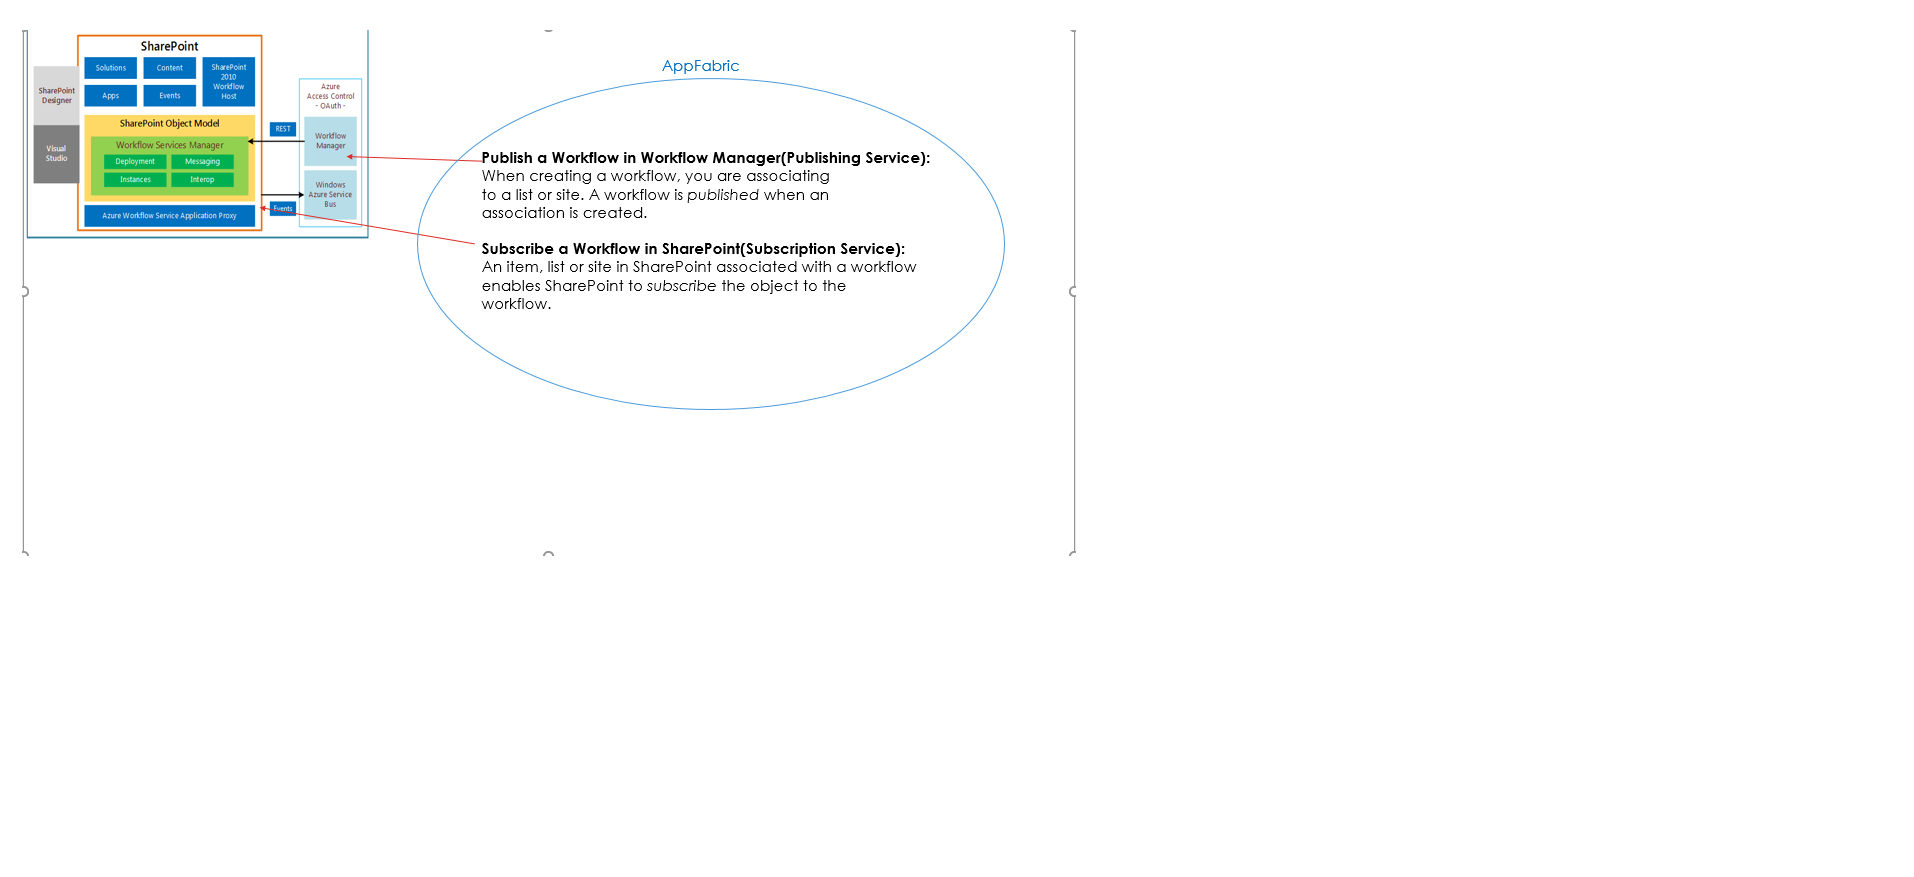 SharePoint
Solutions
Content
SharePoint
2010
Workflow
Host
Apps
Events
SharePoint
Designer
Visual
Studio
SharePoint Object Model
Workflow Services Manager
Deployment
Messaging
Instances
Interop
Azure Workflow Service Application Proxy
REST
Events
Azure
Access Control
- OAuth -
Workflow
Manager
Windows
Azure Service
Bus
AppFabric
Publish a Workflow in Workflow Manager(Publishing Service):
When creating a workflow, you are associating
to a list or site. A workflow is published when an
association is created.
Subscribe a Workflow in SharePoint(Subscription Service):
An item, list or site in SharePoint associated with a workflow
enables SharePoint to subscribe the object to the
workflow.